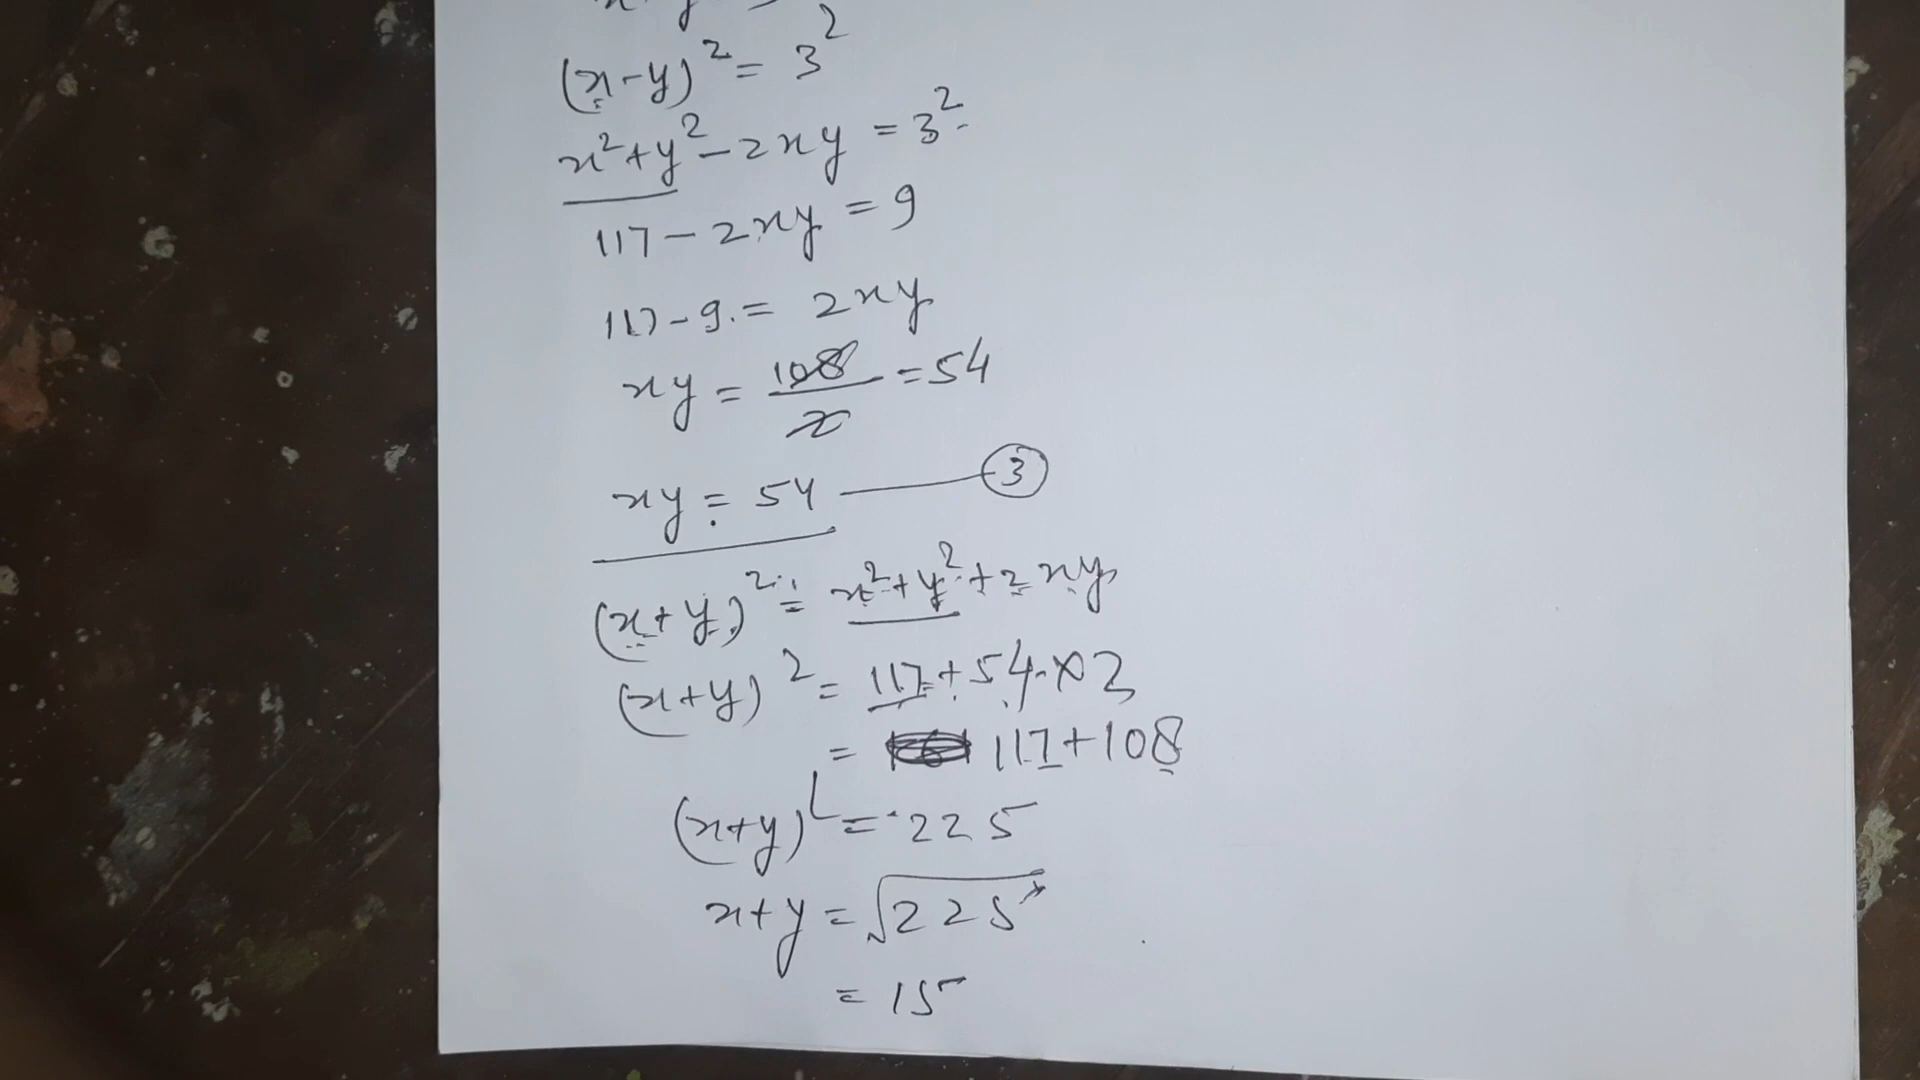 (x-y)² = 3²
x²+y²-2xy = 3²
117-2xy = 9
117-9 = 2xy
xy = 108/2 = 54
xy = 54 3
(x+y)² = x²+y²+2xy
(x+y)² = 117+54×2
= 117+108
(x+y)² = 225
x+y = √225
= 15